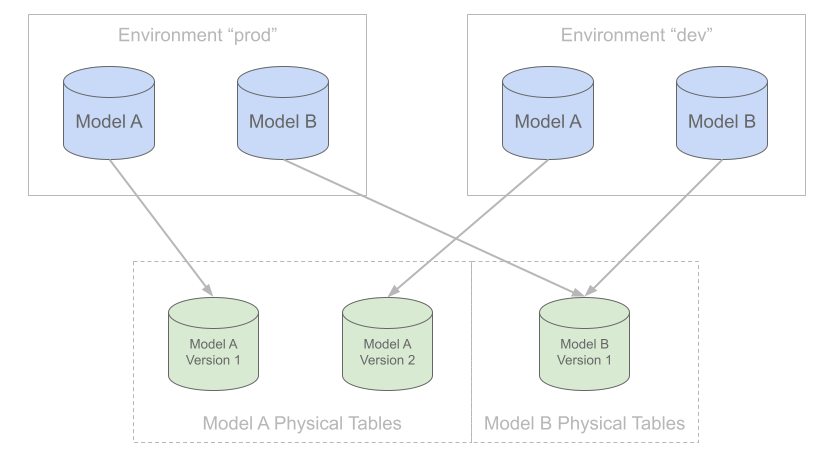 Environment “prod”
Environment “dev”
Model A
Model B
Model A
Model B
Model A
Version 1
Model A
Version 2
Model B
Version 1
Model A Physical Tables
Model B Physical Tables